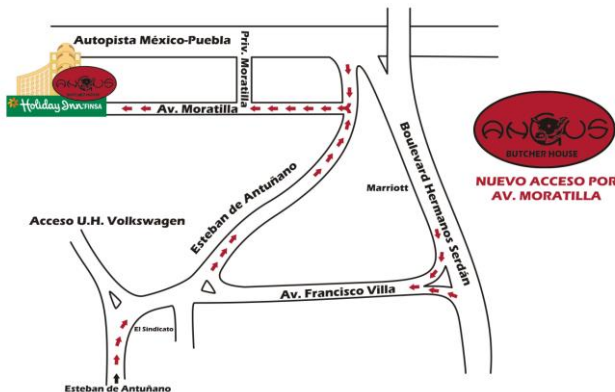 Autopista México-Puebla
Priv. Moratilla
ANGUS
Holiday Inn FINSA
Av. Moratilla
Esteban de Antuñano
Boulevard Hermanos Serdán
Marriott
ANGUS
BUTCHER HOUSE
NUEVO ACCESO POR
AV. MORATILLA
Acceso U.H. Volkswagen
Av. Francisco Villa
El Sindicato
Esteban de Antuñano